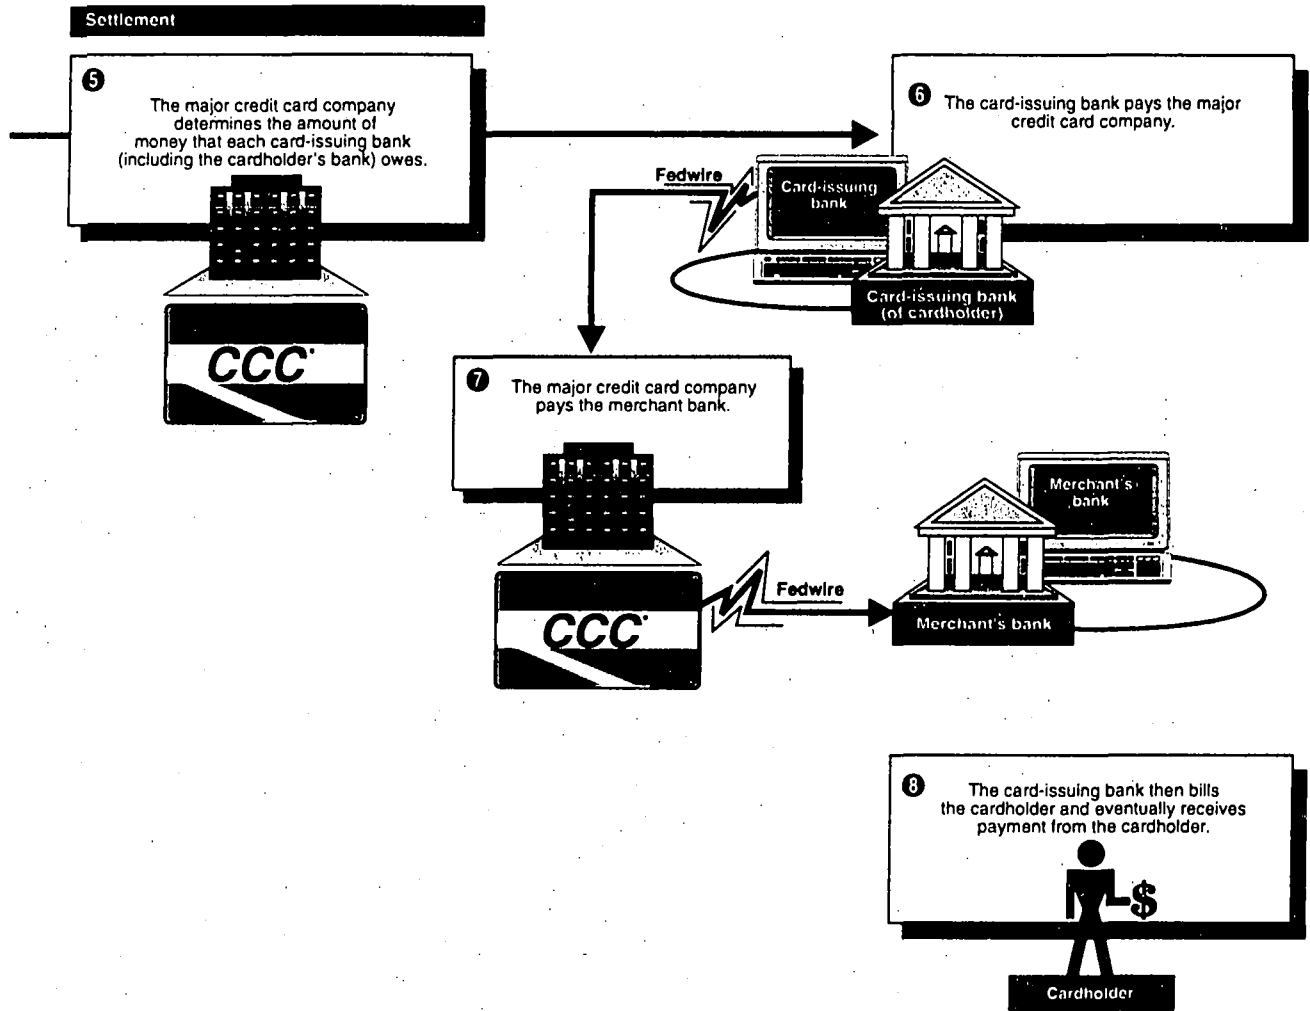 Settlement
5
The major credit card company
determines the amount of
money that each card-issuing bank
(including the cardholder's bank) owes.
CCC
6
The card-issuing bank pays the major
credit card company.
Fedwire
Card-issuing
bank
Card-issuing bank
(of cardholder)
7
The major credit card company
pays the merchant bank.
CCC
Fedwire
Merchant's
bank
Merchant's bank
8
The card-issuing bank then bills
the cardholder and eventually receives
payment from the cardholder.
$
Cardholder